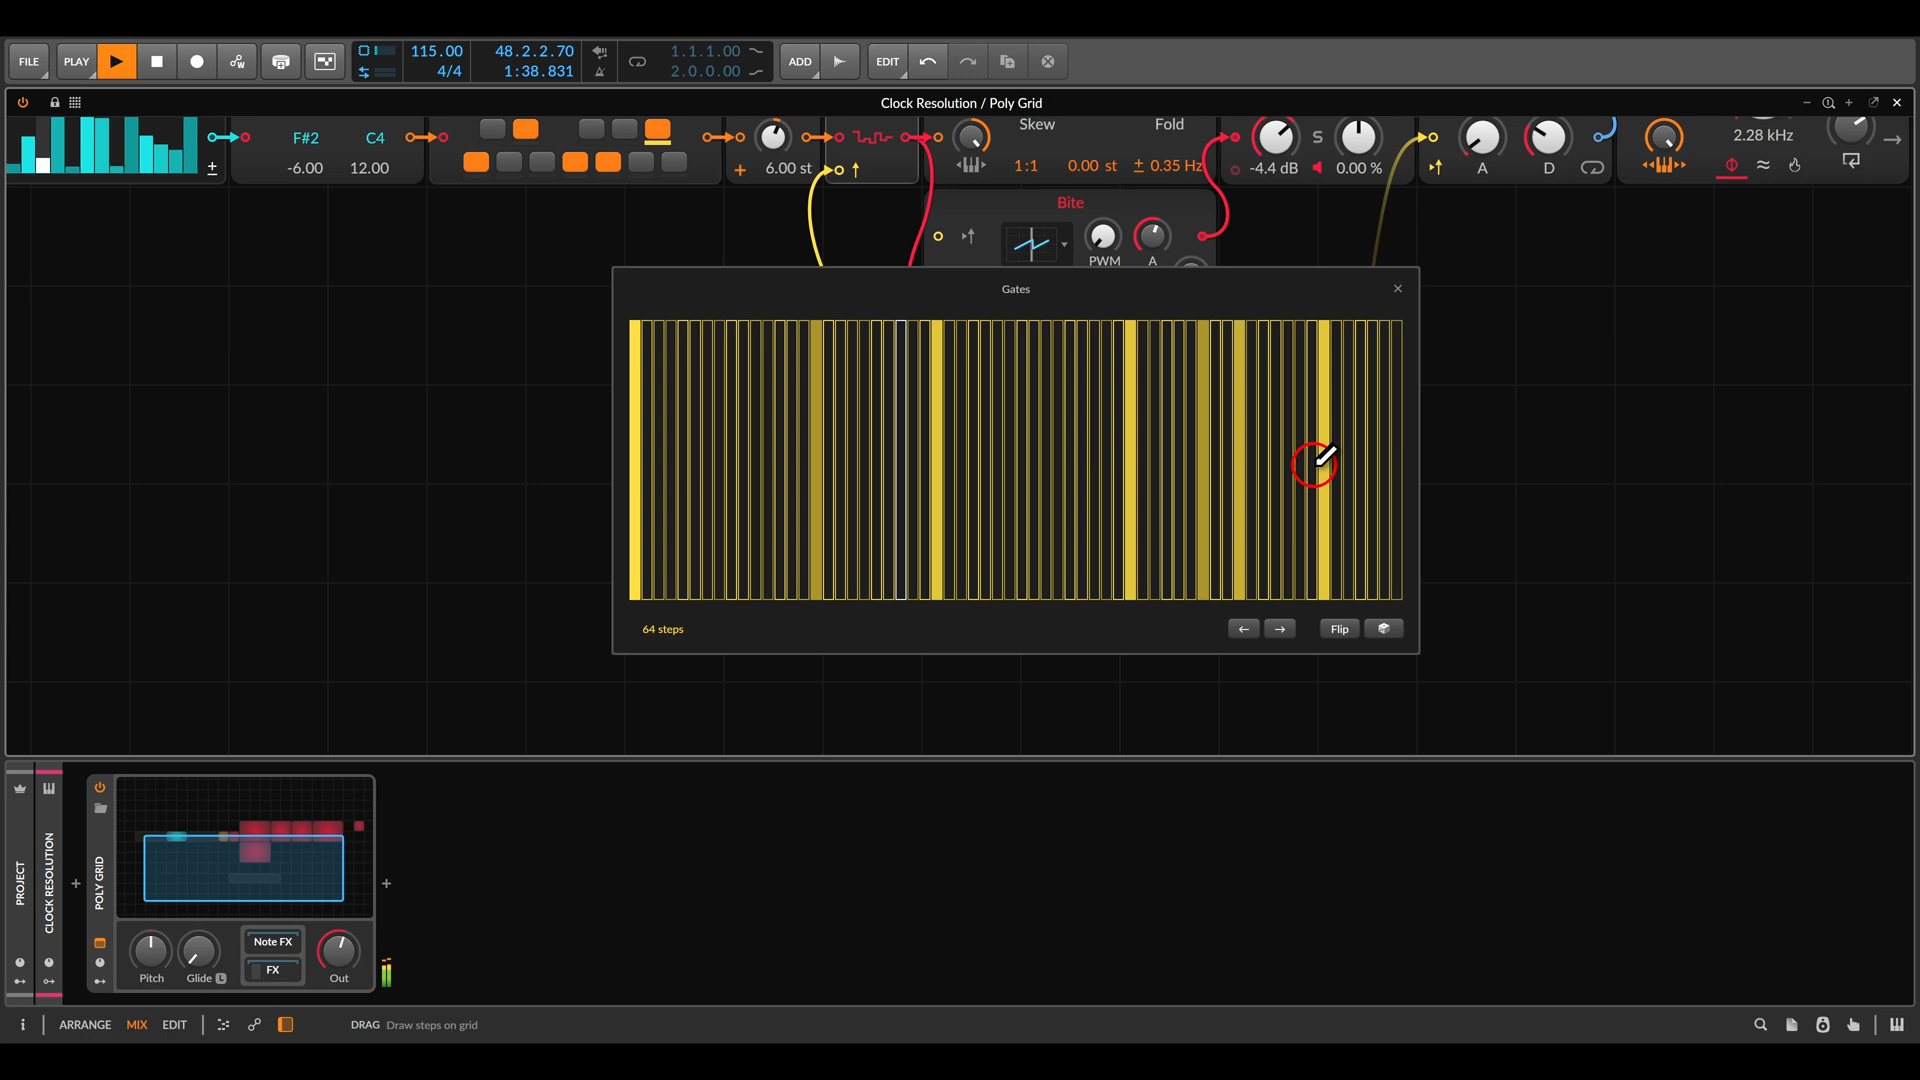 FILE PLAY 115.00 4/4 48.2.2.70 1:38.831 1.1.1.00 2.0.0.00 ADD EDIT
Clock Resolution / Poly Grid
F#2 C4 Skew Fold 2.28 kHz
-6.00 12.00 6.00 st 1:1 0.00 st ± 0.35 Hz -4.4 dB S 0.00 % A D
Bite
PWM A
Gates
64 steps Flip
PROJECT
CLOCK RESOLUTION
POLY GRID
Note FX
FX
Pitch Glide L Out
i ARRANGE MIX EDIT DRAG Draw steps on grid